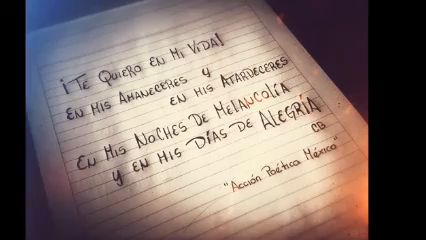 ¡TE QUIERO EN MI VIDA!
EN MIS AMANECERES Y
EN MIS ATARDECERES
EN MIS NOCHES DE MELANCOLÍA
Y EN MIS DÍAS DE ALEGRÍA
CB
"Acción Poética México"